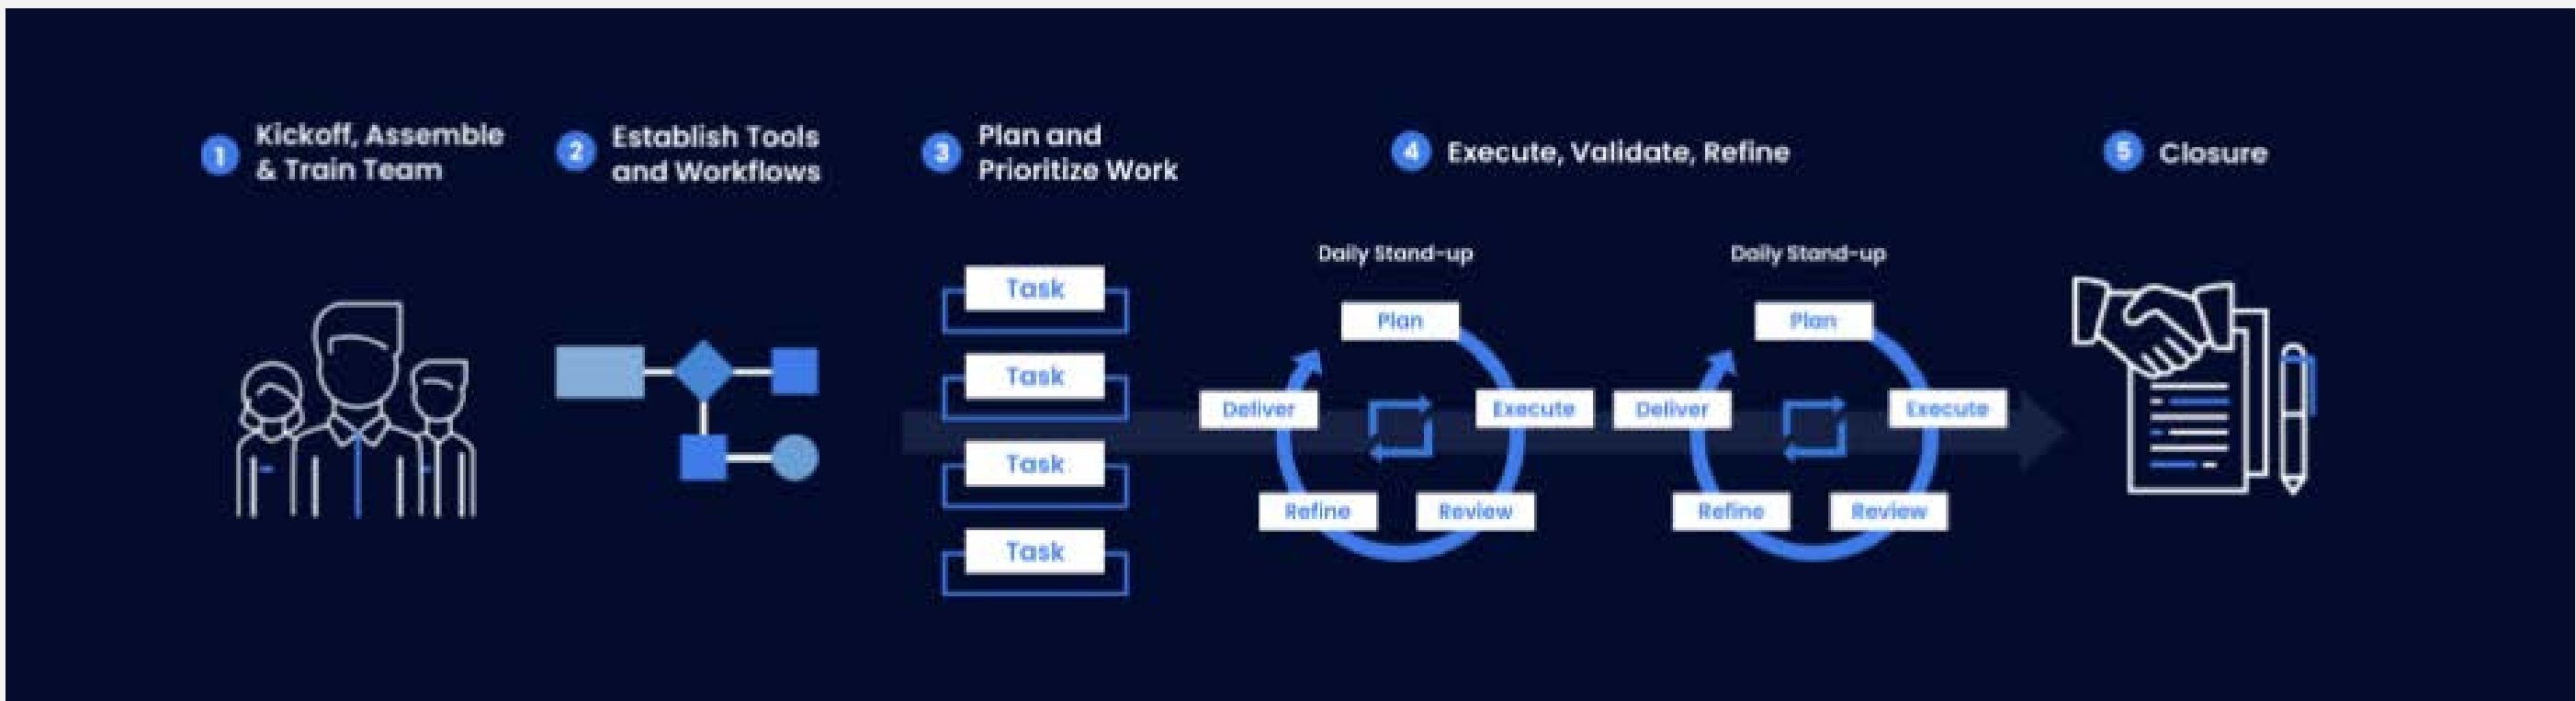 1
Kickoff, Assemble
& Train Team
2
Establish Tools
and Workflows
3
Plan and
Prioritize Work
4
Execute, Validate, Refine
5
Closure
Task
Task
Task
Task
Daily Stand-up
Plan
Execute
Review
Refine
Deliver
Daily Stand-up
Plan
Execute
Review
Refine
Deliver